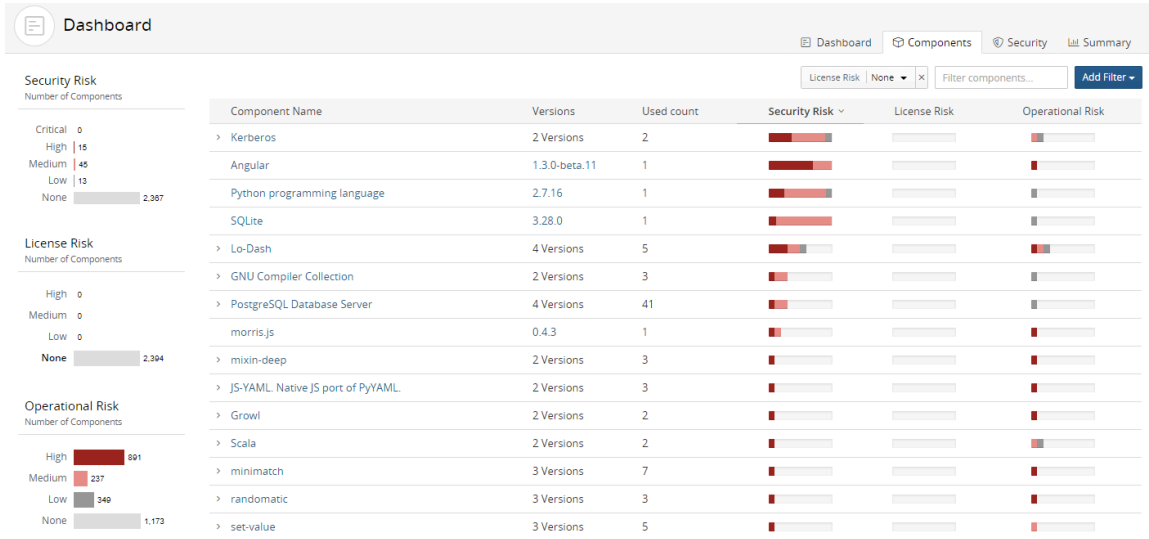 Dashboard
Dashboard Components Security Summary
License Risk None × Filter components... Add Filter
Security Risk
Number of Components
Critical 0
High 15
Medium 45
Low 13
None 2,367
License Risk
Number of Components
High 0
Medium 0
Low 0
None 2,394
Operational Risk
Number of Components
High 891
Medium 237
Low 349
None 1,173
Component Name Versions Used count Security Risk License Risk Operational Risk
Kerberos 2 Versions 2
Angular 1.3.0-beta.11 1
Python programming language 2.7.16 1
SQLite 3.28.0 1
Lo-Dash 4 Versions 5
GNU Compiler Collection 2 Versions 3
PostgreSQL Database Server 4 Versions 41
morris.js 0.4.3 1
mixin-deep 2 Versions 3
JS-YAML. Native JS port of PyYAML. 2 Versions 3
Growl 2 Versions 2
Scala 2 Versions 2
minimatch 3 Versions 7
randomatic 3 Versions 3
set-value 3 Versions 5